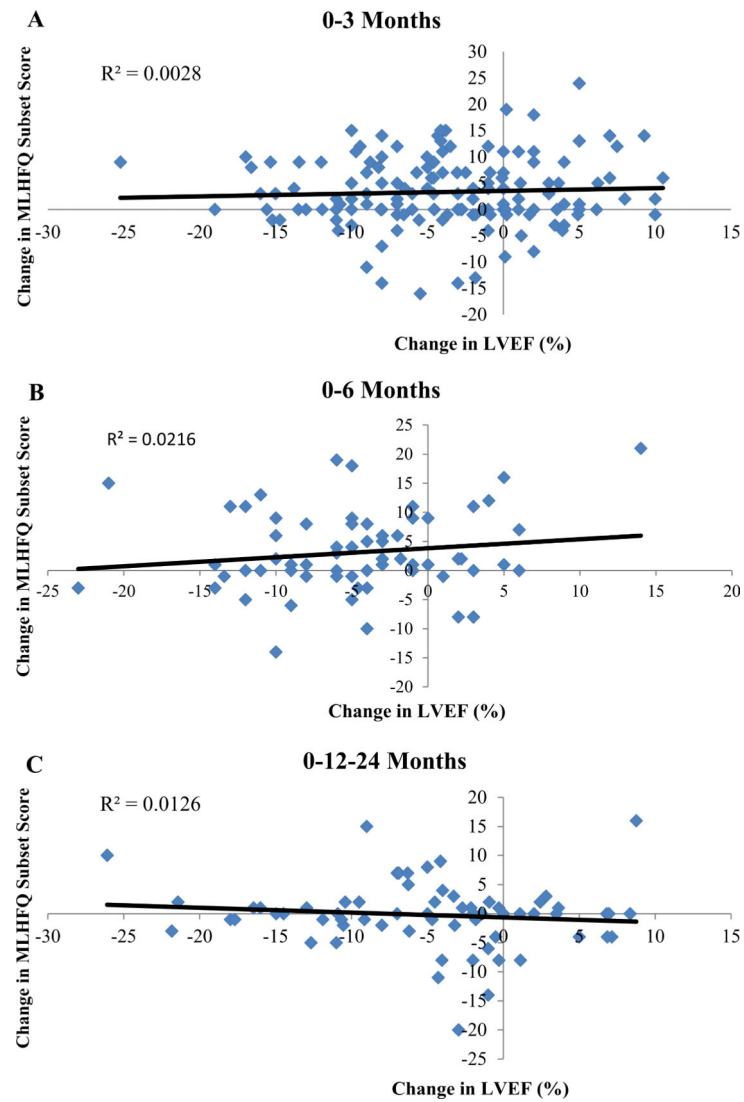 A
0-3 Months
R² = 0.0028
Change in MLHFQ Subset Score
30
25
20
15
10
5
0
-5
-10
-15
-20
-30 -25 -20 -15 -10 -5 0 5 10 15
Change in LVEF (%)
B
0-6 Months
R² = 0.0216
Change in MLHFQ Subset Score
25
20
15
10
5
0
-5
-10
-15
-20
-25 -20 -15 -10 -5 0 5 10 15 20
Change in LVEF (%)
C
0-12-24 Months
R² = 0.0126
Change in MLHFQ Subset Score
20
15
10
5
0
-5
-10
-15
-20
-25
-30 -25 -20 -15 -10 -5 0 5 10 15
Change in LVEF (%)